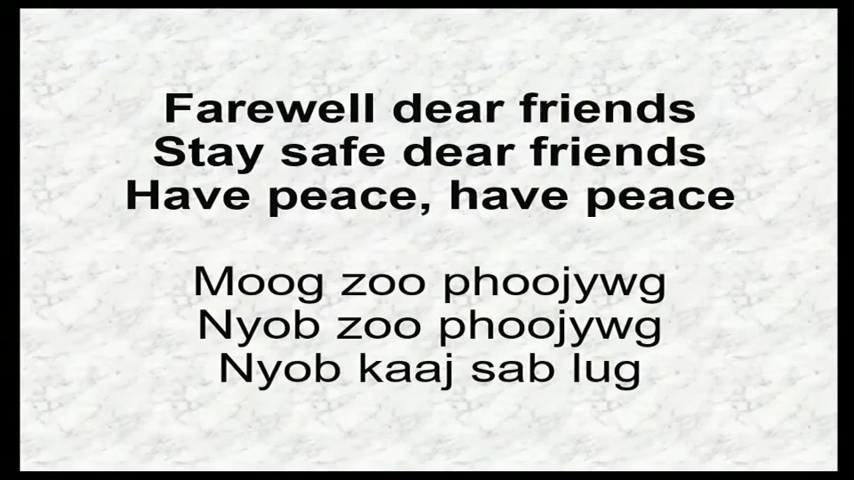 Farewell dear friends
Stay safe dear friends
Have peace, have peace
Moog zoo phoojywg
Nyob zoo phoojywg
Nyob kaaj sab lug